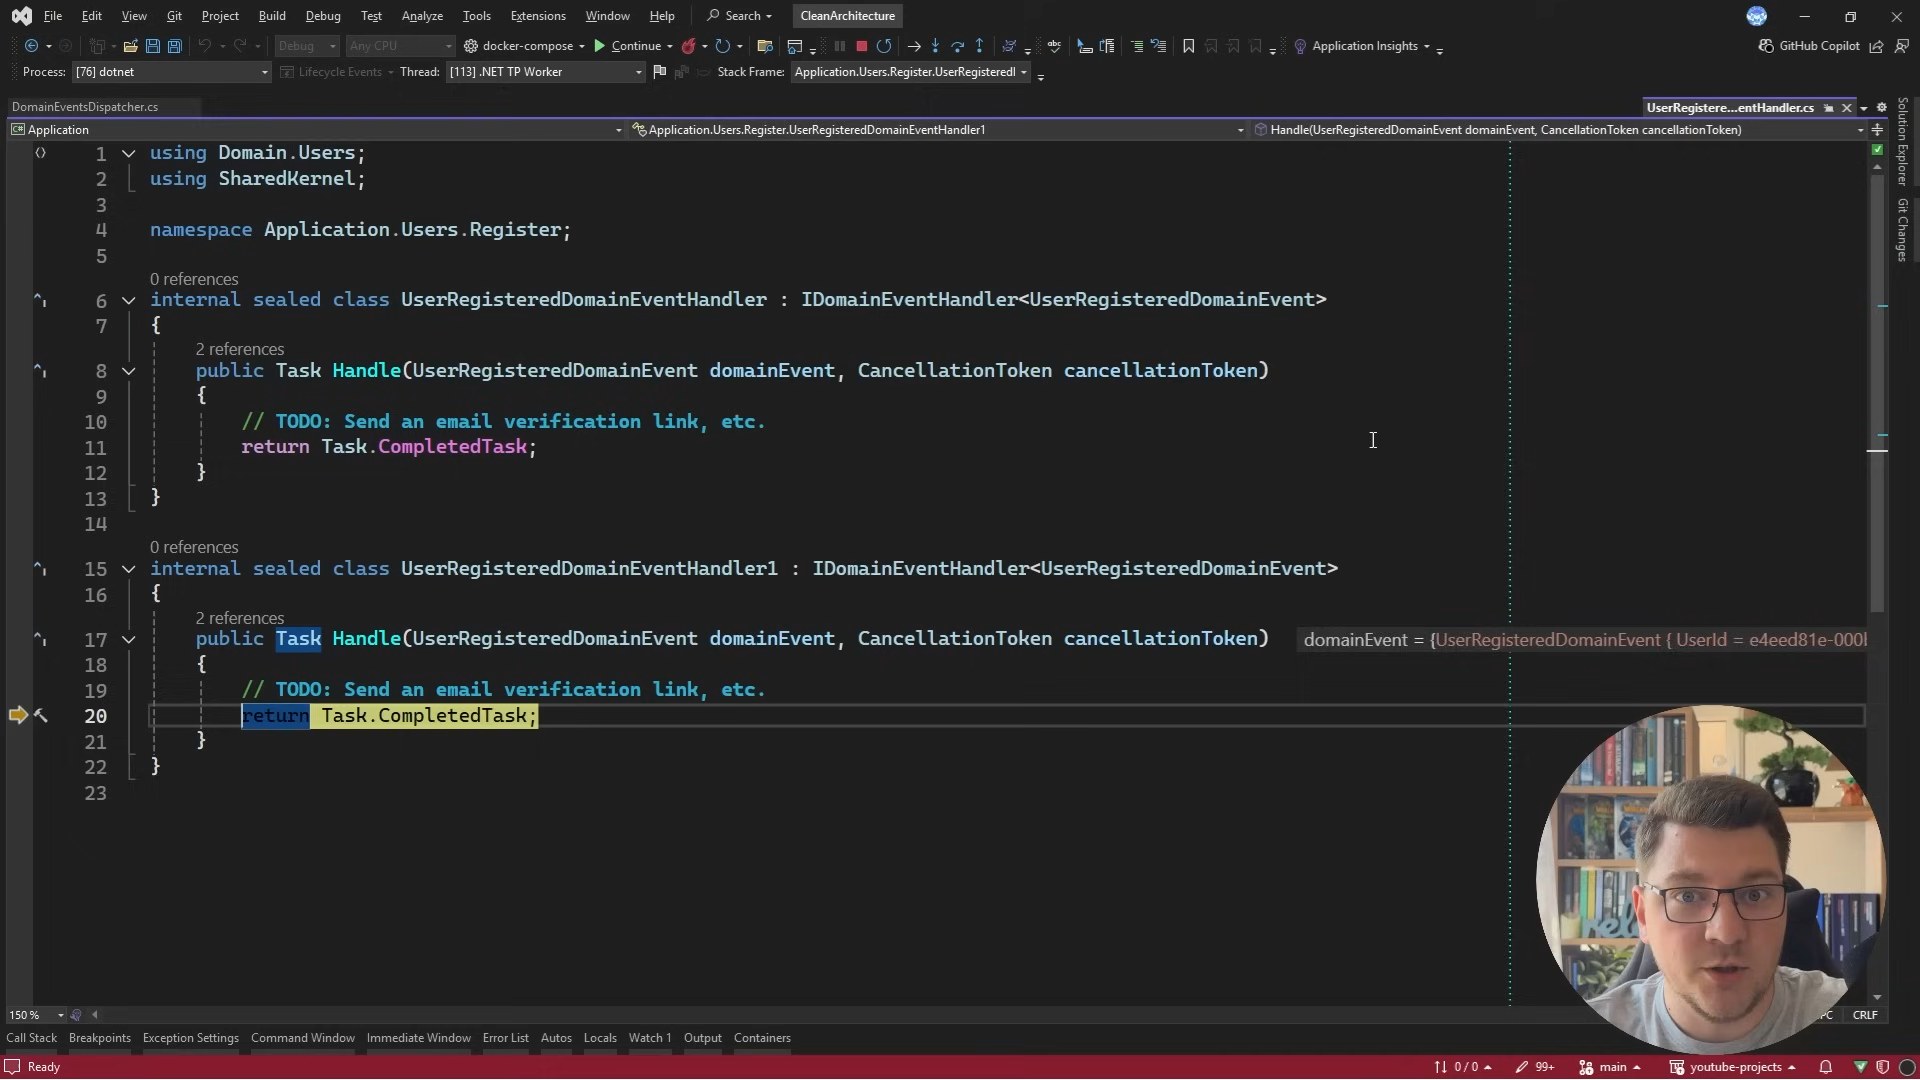 File Edit View Git Project Build Debug Test Analyze Tools Extensions Window Help Search CleanArchitecture
Debug Any CPU docker-compose Continue Application Insights GitHub Copilot
Process: [76] dotnet Lifecycle Events Thread: [113] .NET TP Worker Stack Frame: Application.Users.Register.UserRegisteredI
DomainEventsDispatcher.cs UserRegistere...entHandler.cs
C# Application Application.Users.Register.UserRegisteredDomainEventHandler1 Handle(UserRegisteredDomainEvent domainEvent, CancellationToken cancellationToken)
Solution Explorer
Git Changes
1 using Domain.Users;
2 using SharedKernel;
3
4 namespace Application.Users.Register;
5
0 references
6 internal sealed class UserRegisteredDomainEventHandler : IDomainEventHandler<UserRegisteredDomainEvent>
7 {
2 references
8 public Task Handle(UserRegisteredDomainEvent domainEvent, CancellationToken cancellationToken)
9 {
10 // TODO: Send an email verification link, etc.
11 return Task.CompletedTask;
12 }
13 }
14
0 references
15 internal sealed class UserRegisteredDomainEventHandler1 : IDomainEventHandler<UserRegisteredDomainEvent>
16 {
2 references
17 public Task Handle(UserRegisteredDomainEvent domainEvent, CancellationToken cancellationToken) domainEvent = {UserRegisteredDomainEvent { UserId = e4eed81e-000b
18 {
19 // TODO: Send an email verification link, etc.
20 return Task.CompletedTask;
21 }
22 }
23
150 % CRLF
Call Stack Breakpoints Exception Settings Command Window Immediate Window Error List Autos Locals Watch 1 Output Containers
Ready 0 / 0 99+ main youtube-projects